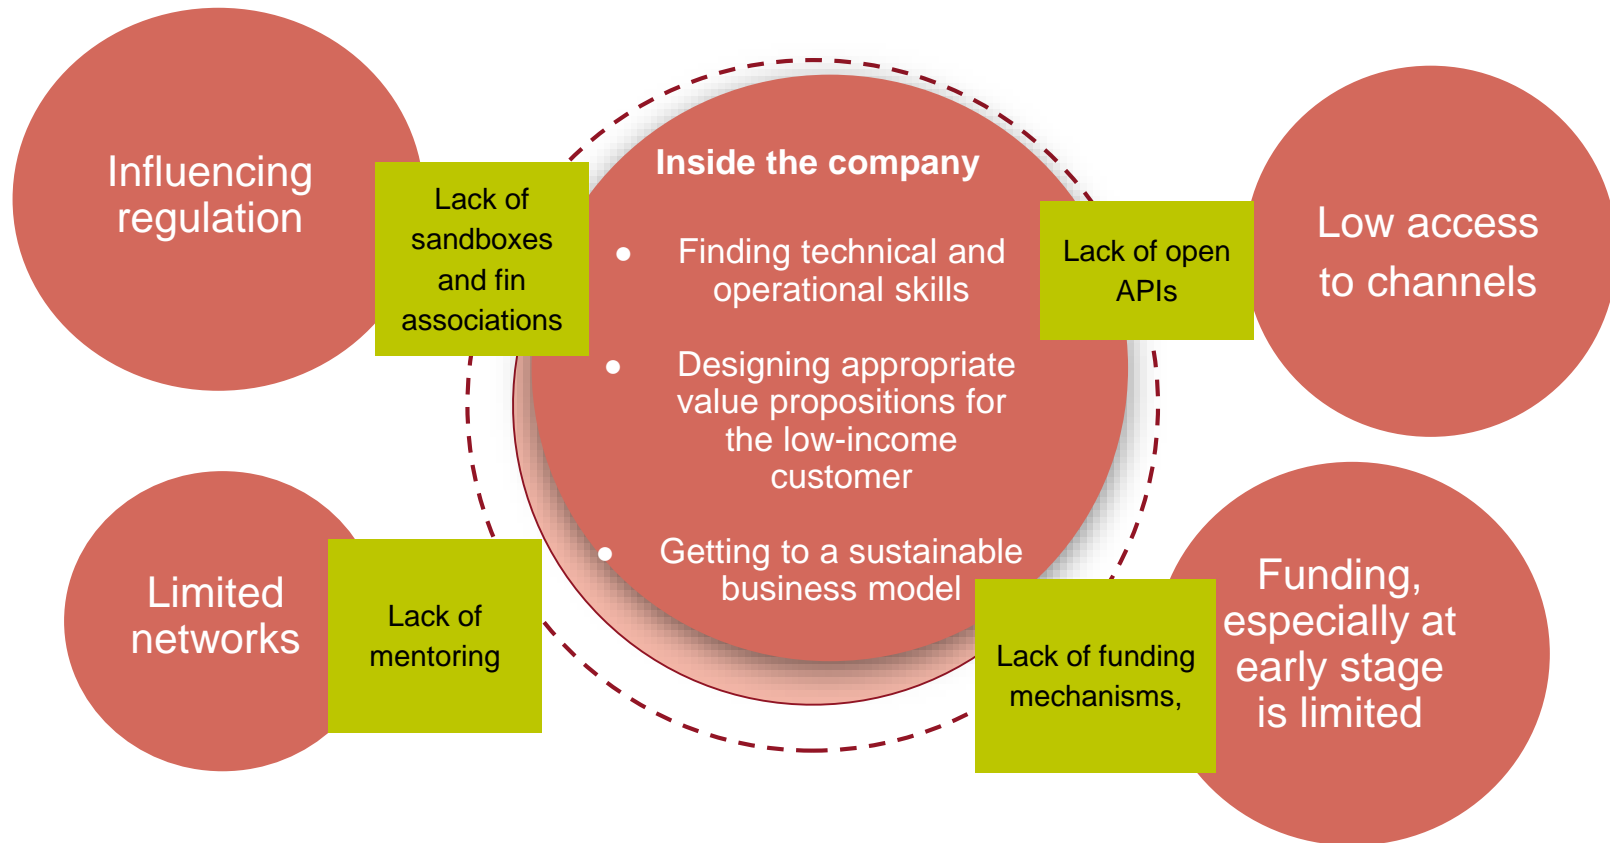 Influencing
regulation
Lack of
sandboxes
and fin
associations
Inside the company
• Finding technical and
operational skills
• Designing appropriate
value propositions for
the low-income
customer
• Getting to a sustainable
business model
Lack of open
APIs
Low access
to channels
Limited
networks
Lack of
mentoring
Lack of funding
mechanisms,
Funding,
especially at
early stage
is limited